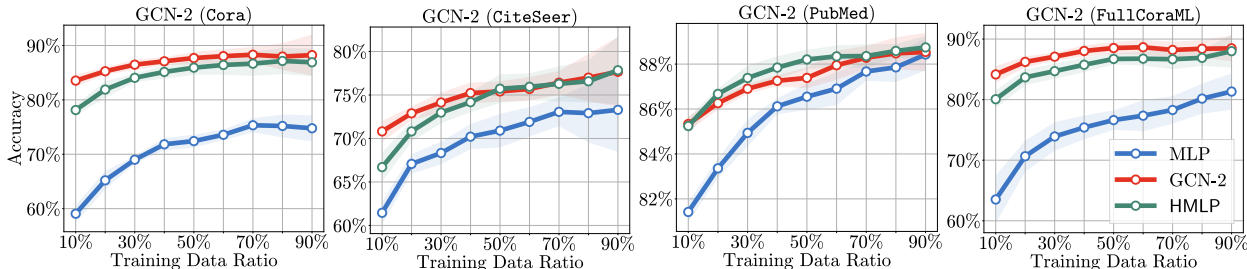 GCN-2 (Cora)
Accuracy
90%
80%
70%
60%
10% 30% 50% 70% 90%
Training Data Ratio
GCN-2 (CiteSeer)
80%
75%
70%
65%
60%
10% 30% 50% 70% 90%
Training Data Ratio
GCN-2 (PubMed)
88%
86%
84%
82%
10% 30% 50% 70% 90%
Training Data Ratio
GCN-2 (FullCoraML)
90%
80%
70%
60%
MLP
GCN-2
HMLP
10% 30% 50% 70% 90%
Training Data Ratio